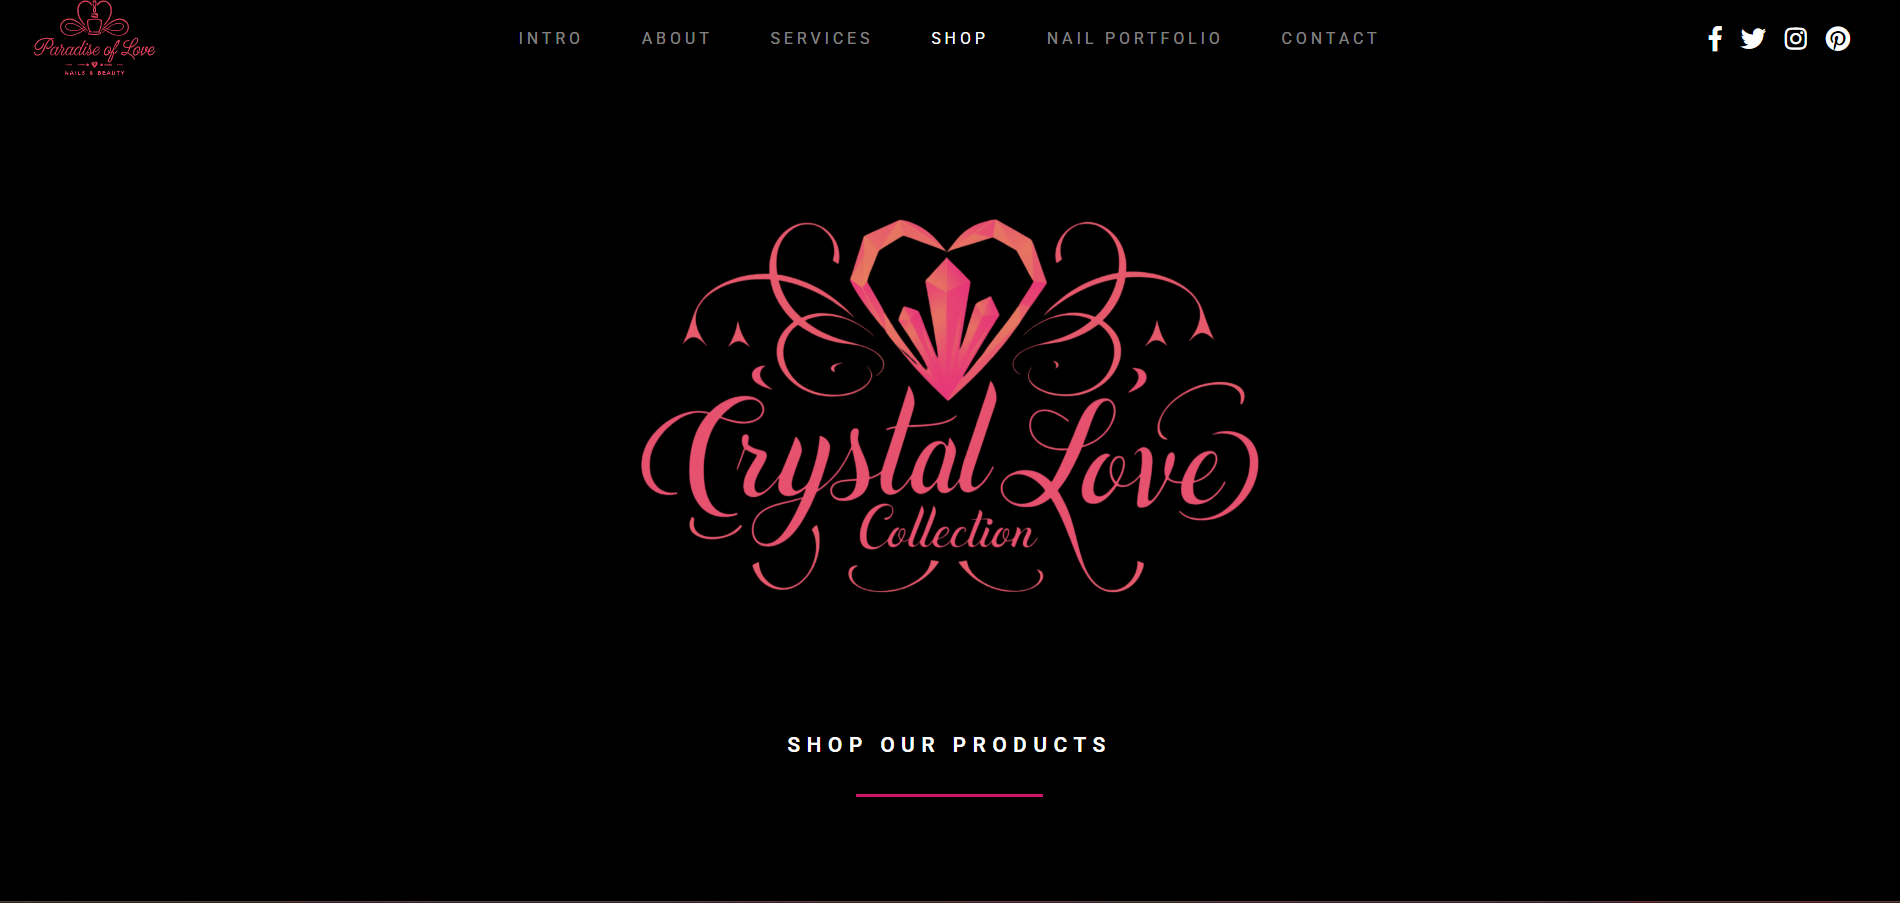 Paradise of Love
NAILS & BEAUTY
INTRO
ABOUT
SERVICES
SHOP
NAIL PORTFOLIO
CONTACT
Crystal Love
Collection
SHOP OUR PRODUCTS